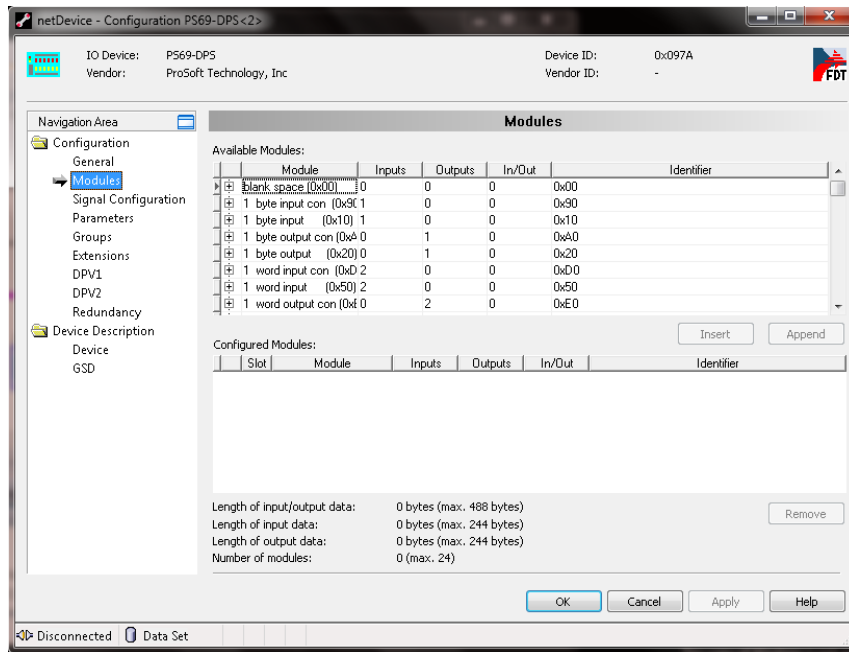 netDevice - Configuration PS69-DPS<2>
IO Device: PS69-DPS Device ID: 0x097A
Vendor: ProSoft Technology, Inc Vendor ID: -
FDT
Navigation Area
Modules
Configuration
General
Modules
Signal Configuration
Parameters
Groups
Extensions
DPV1
DPV2
Redundancy
Device Description
Device
GSD
Available Modules:
Module Inputs Outputs In/Out Identifier
blank space (0x00) 0 0 0 0x00
1 byte input con (0x90 1 0 0 0x90
1 byte input (0x10) 1 0 0 0x10
1 byte output con (0xA 0 1 0 0xA0
1 byte output (0x20) 0 1 0 0x20
1 word input con (0xD 2 0 0 0xD0
1 word input (0x50) 2 0 0 0x50
1 word output con (0xE 0 2 0 0xE0
Insert Append
Configured Modules:
Slot Module Inputs Outputs In/Out Identifier
Length of input/output data: 0 bytes (max. 488 bytes)
Length of input data: 0 bytes (max. 244 bytes)
Length of output data: 0 bytes (max. 244 bytes)
Number of modules: 0 (max. 24)
Remove
OK Cancel Apply Help
Disconnected Data Set